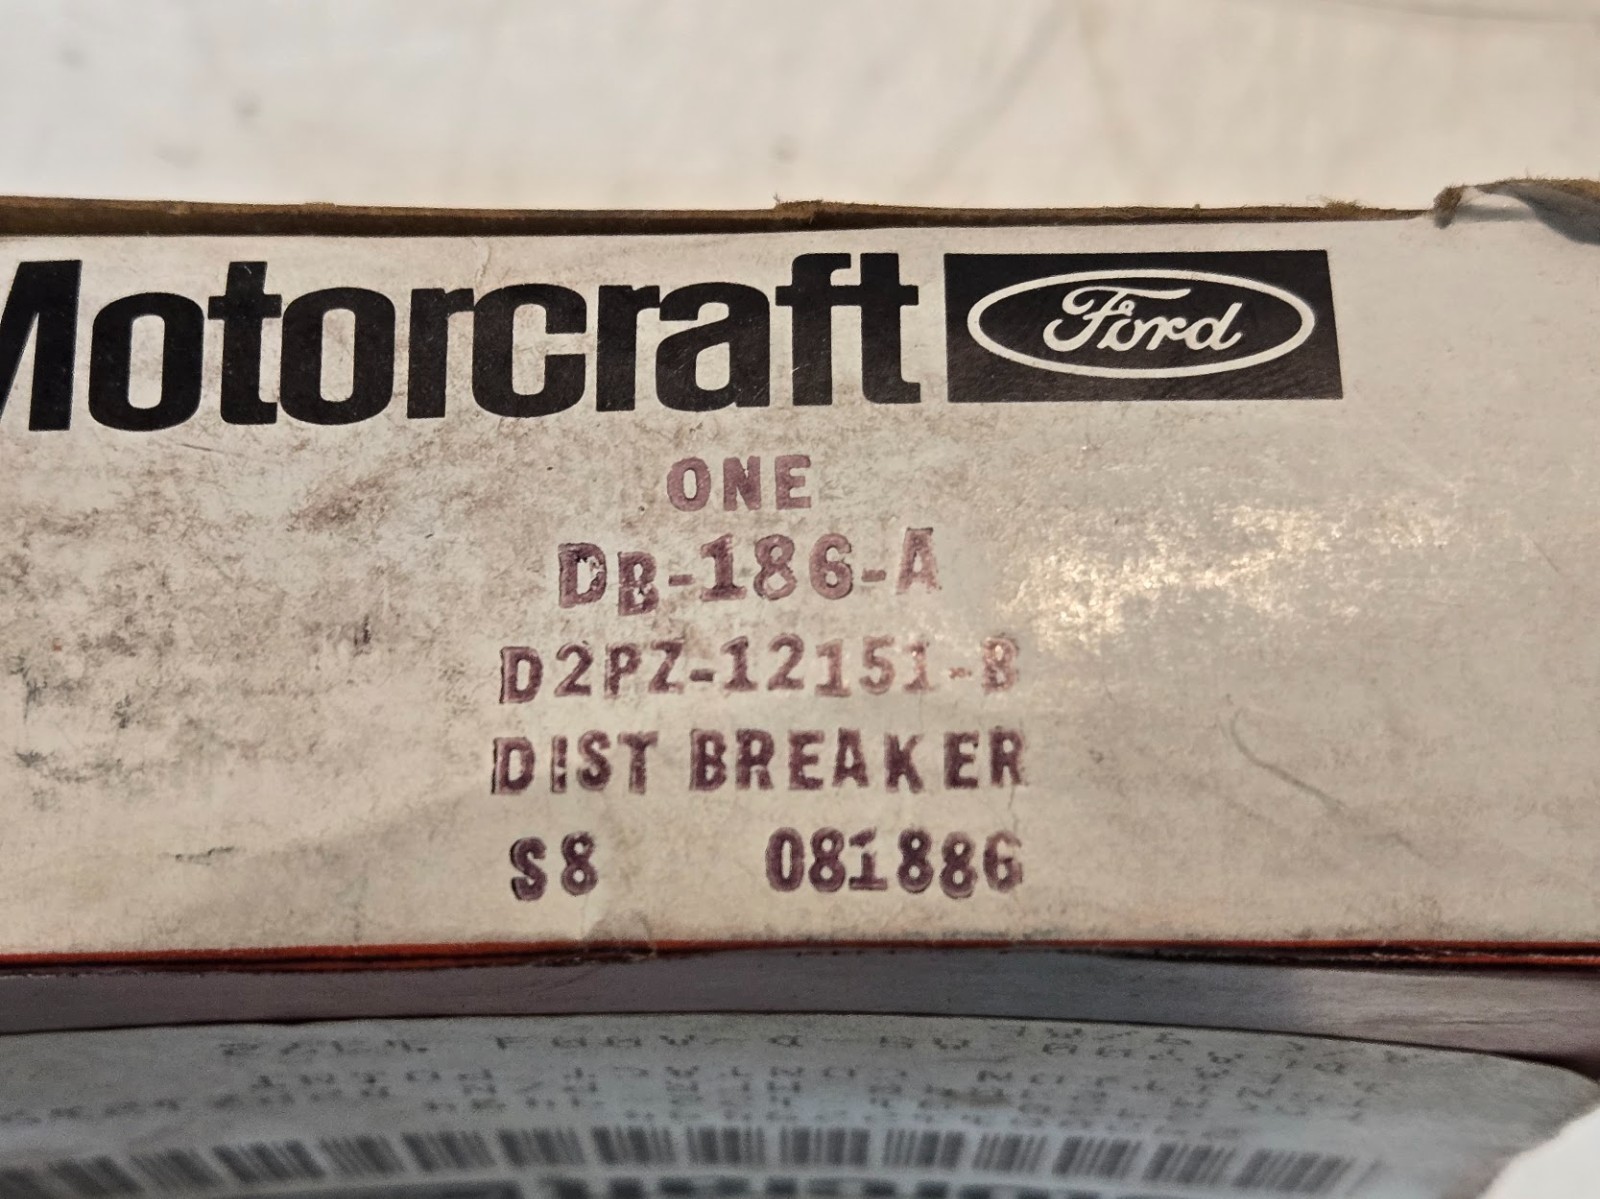 Motorcraft Ford
ONE
DB-186-A
D2PZ-12151-B
DIST BREAKER
S8 081886